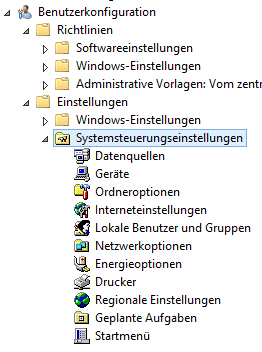 Benutzerkonfiguration
Richtlinien
Softwareeinstellungen
Windows-Einstellungen
Administrative Vorlagen: Vom zentr
Einstellungen
Windows-Einstellungen
Systemsteuerungseinstellungen
Datenquellen
Geräte
Ordneroptionen
Interneteinstellungen
Lokale Benutzer und Gruppen
Netzwerkoptionen
Energieoptionen
Drucker
Regionale Einstellungen
Geplante Aufgaben
Startmenü